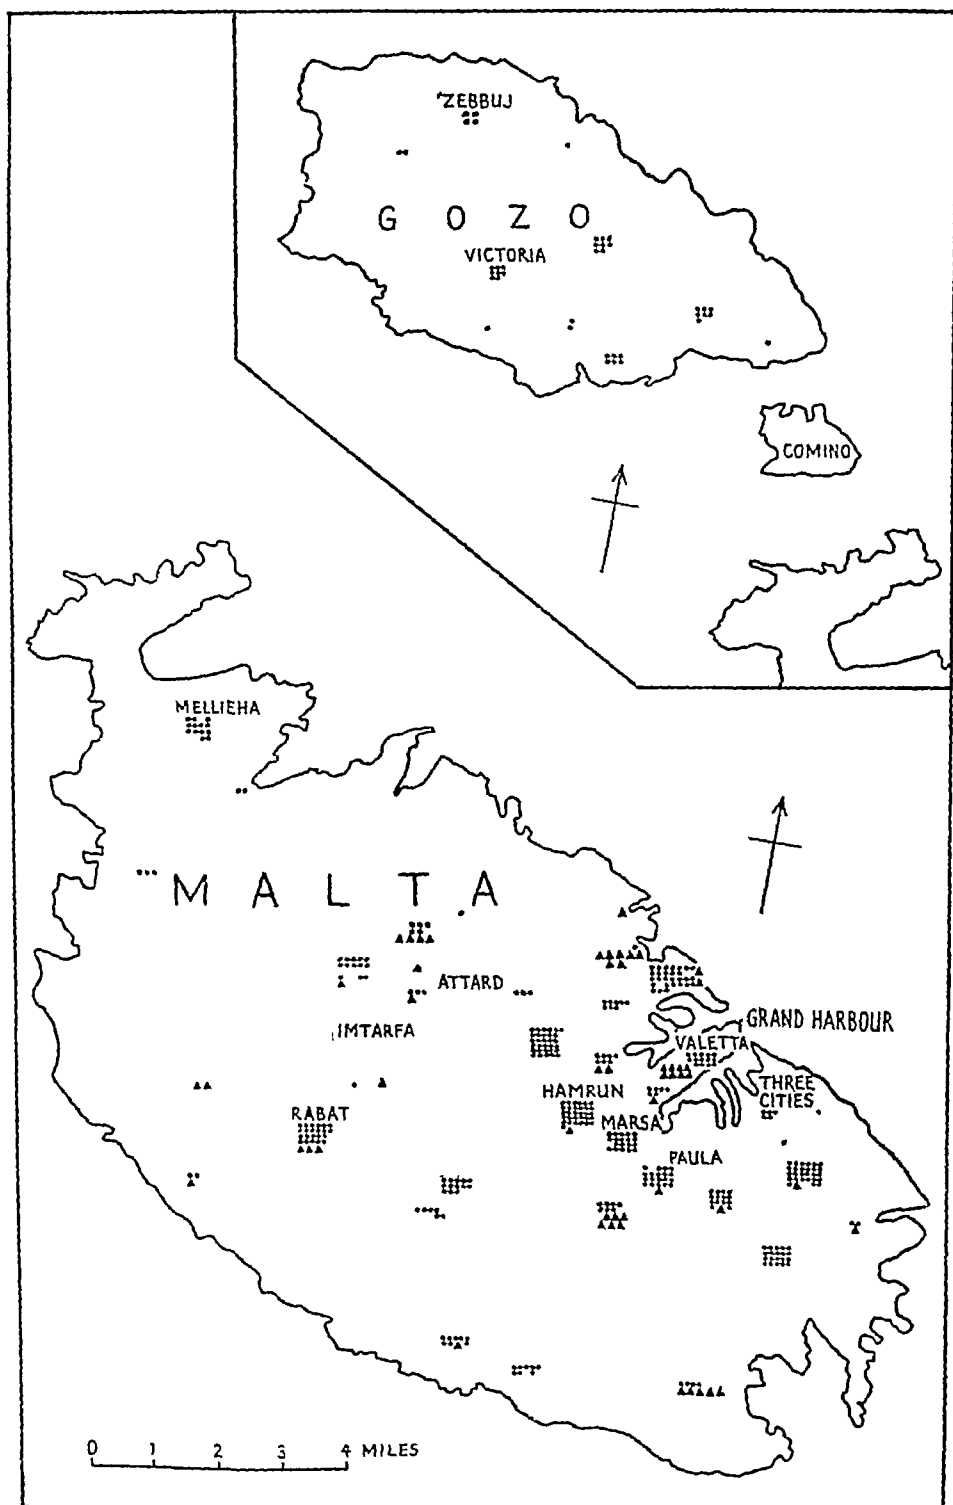 'ZEBBUJ
GOZO
VICTORIA
COMINO
MELLIEHA
MALTA
ATTARD
IMTARFA
GRAND HARBOUR
VALETTA
HAMRUN
THREE
CITIES
RABAT
MARSA
PAULA
0 1 2 3 4 MILES